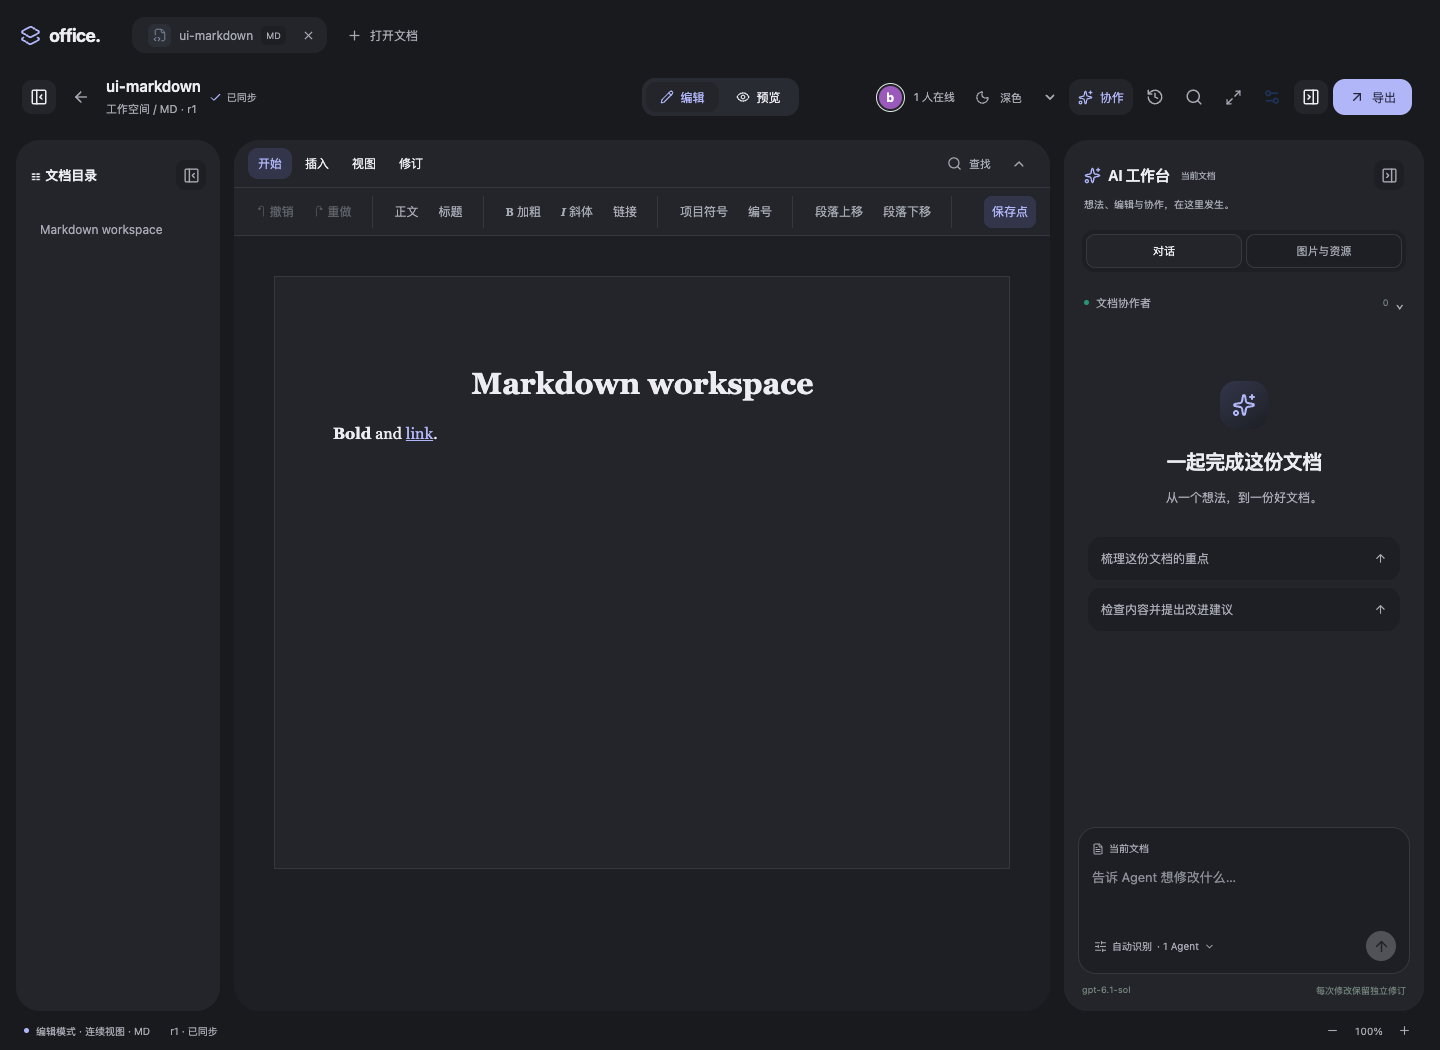 office.
ui-markdown MD
打开文档
ui-markdown
已同步
工作空间 / MD · r1
编辑
预览
b
1 人在线
深色
协作
导出
文档目录
Markdown workspace
开始 插入 视图 修订
查找
撤销 重做 正文 标题 B 加粗 I 斜体 链接 项目符号 编号 段落上移 段落下移 保存点
Markdown workspace
Bold and link.
AI 工作台 当前文档
想法、编辑与协作，在这里发生。
对话 图片与资源
文档协作者 0
一起完成这份文档
从一个想法，到一份好文档。
梳理这份文档的重点
检查内容并提出改进建议
当前文档
告诉 Agent 想修改什么...
自动识别 · 1 Agent
gpt-6.1-sol 每次修改保留独立修订
编辑模式 · 连续视图 · MD r1 · 已同步
100%